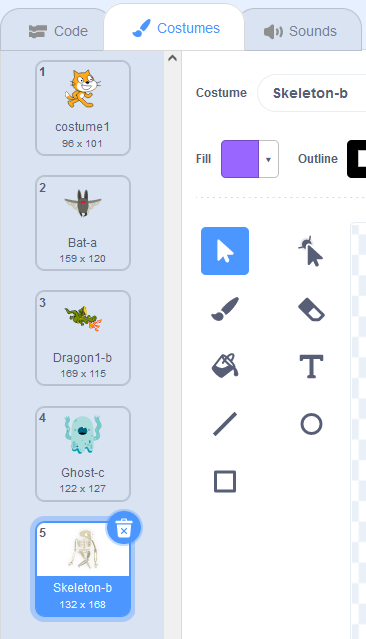 Code
Costumes
Sounds
1
costume1
96 x 101
2
Bat-a
159 x 120
3
Dragon1-b
169 x 115
4
Ghost-c
122 x 127
5
Skeleton-b
132 x 168
Costume
Skeleton-b
Fill
Outline
T